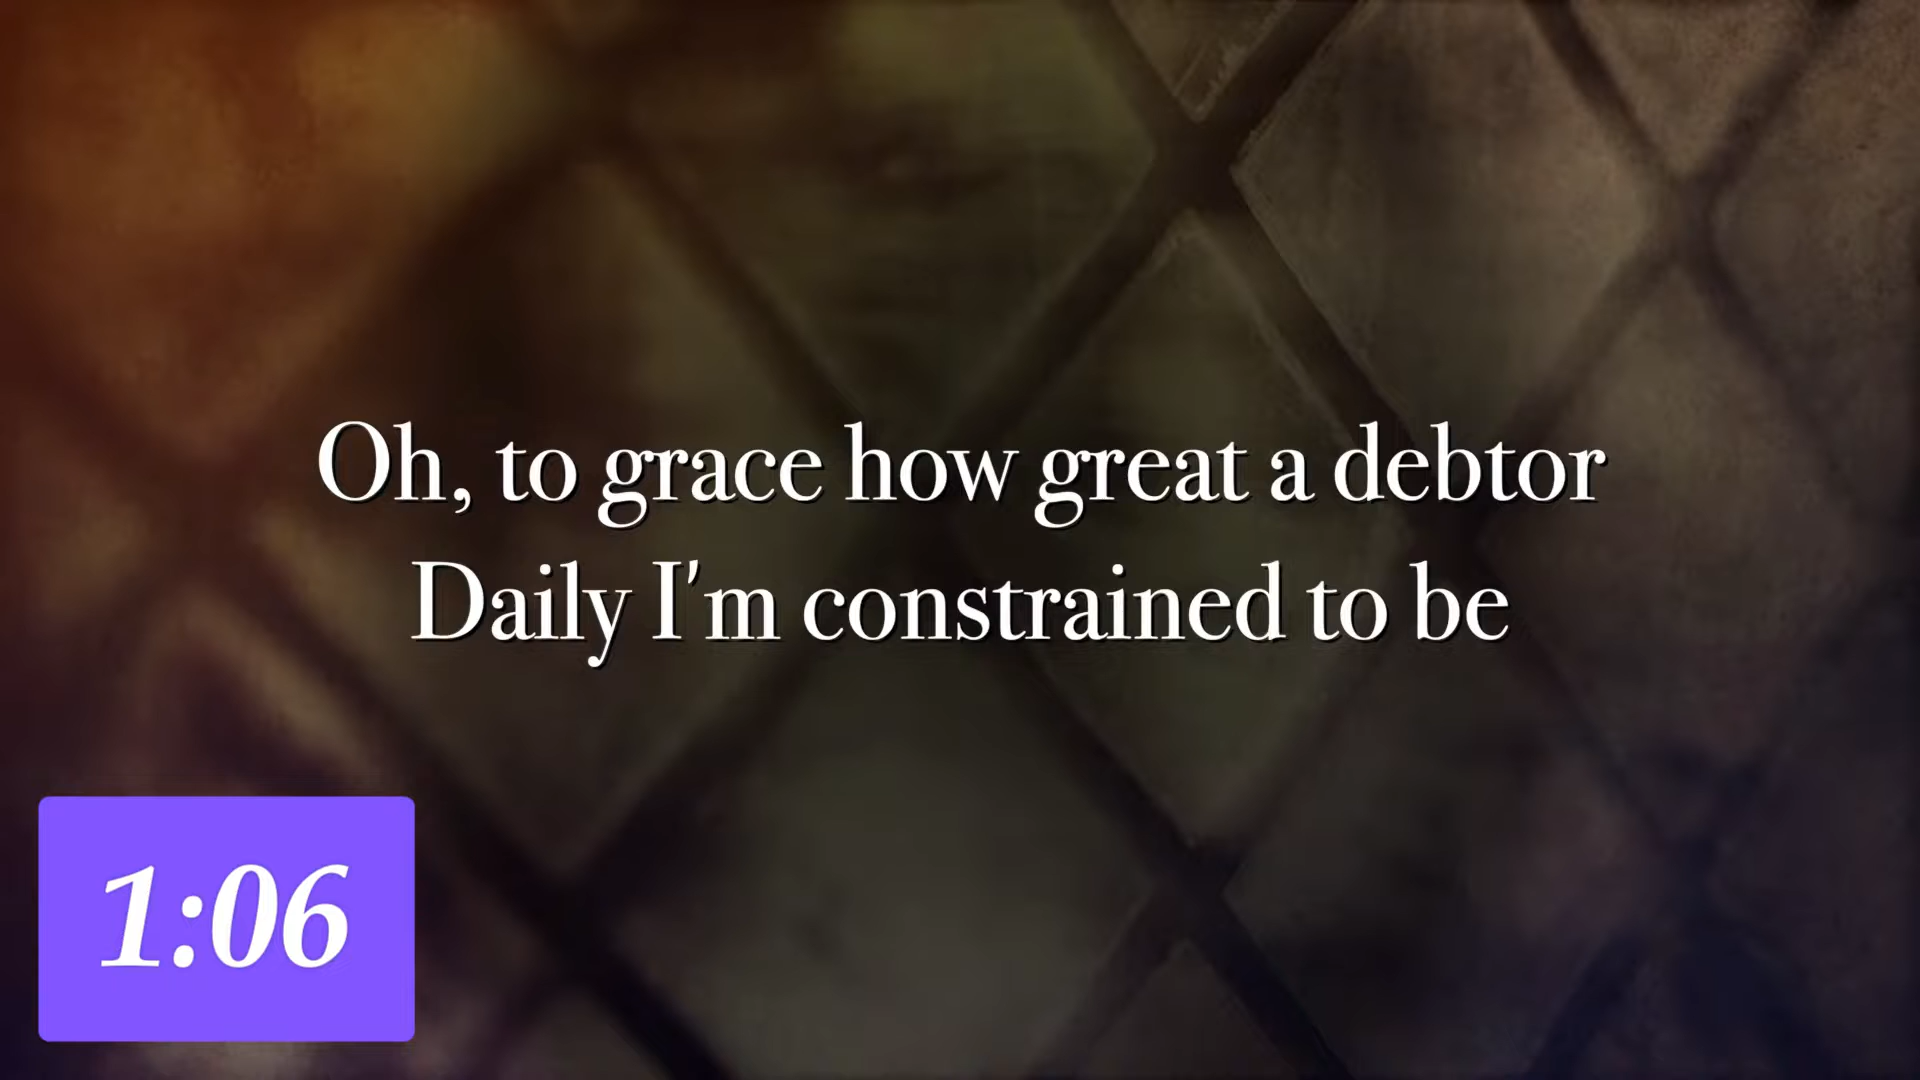 Oh, to grace how great a debtor
Daily I'm constrained to be
1:06